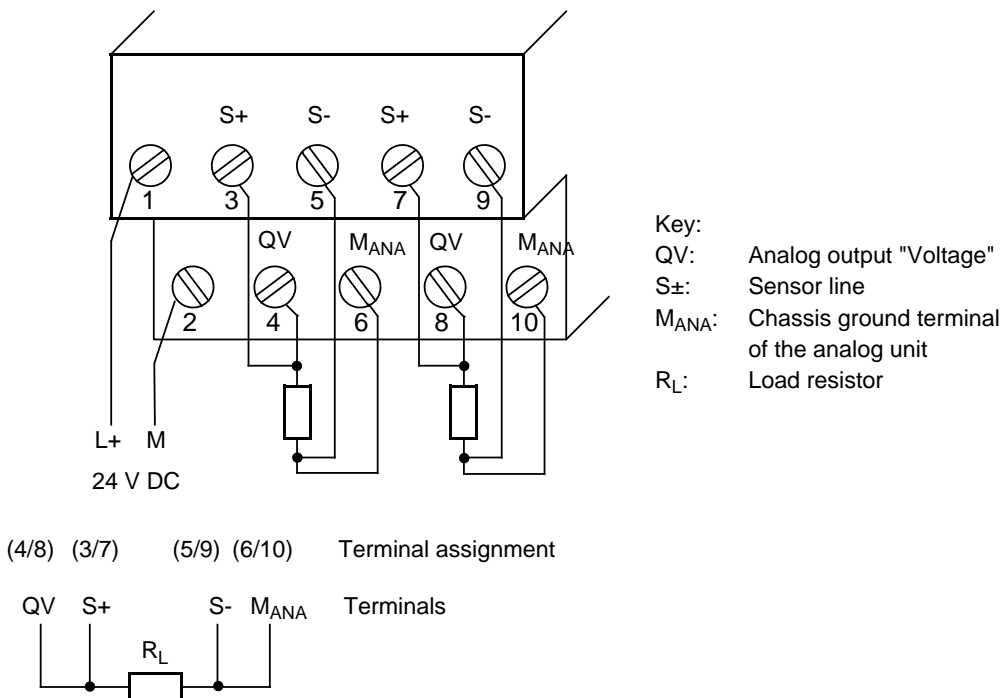 S+ S- S+ S-
1 3 5 7 9
QV MANA QV MANA
2 4 6 8 10
L+ M
24 V DC
Key:
QV: Analog output "Voltage"
S±: Sensor line
MANA: Chassis ground terminal
of the analog unit
RL: Load resistor
(4/8) (3/7) (5/9) (6/10) Terminal assignment
QV S+ S- MANA Terminals
RL